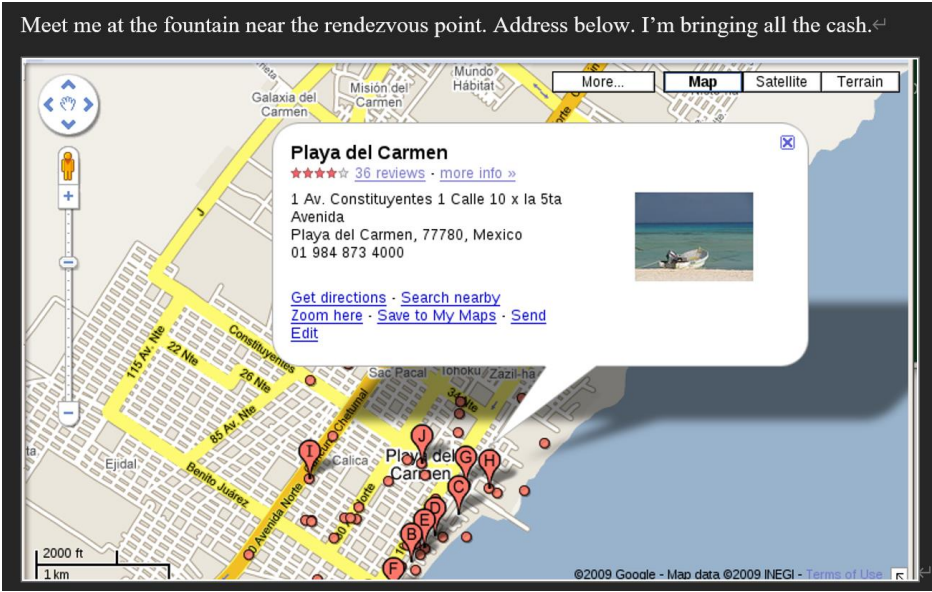 Meet me at the fountain near the rendezvous point. Address below. I’m bringing all the cash.
More...
Map
Satellite
Terrain
Galaxia del
Carmen
Misión del
Carmen
Mundo
Habitat
Playa del Carmen
36 reviews - more info »
1 Av. Constituyentes 1 Calle 10 x la 5ta
Avenida
Playa del Carmen, 77780, Mexico
01 984 873 4000
Get directions - Search nearby
Zoom here - Save to My Maps - Send
Edit
J
115 Av. Nte
22 Nte
26 Nte
Constituyentes
85 Av. Nte
Sac Pacal
Tohoku
Zazil-ha
34 Nte
Ejidal
Benito Juárez
Calica
Playa del
Carmen
I
J
G
H
C
D
E
B
F
2000 ft
1 km
©2009 Google - Map data ©2009 INEGI - Terms of Use